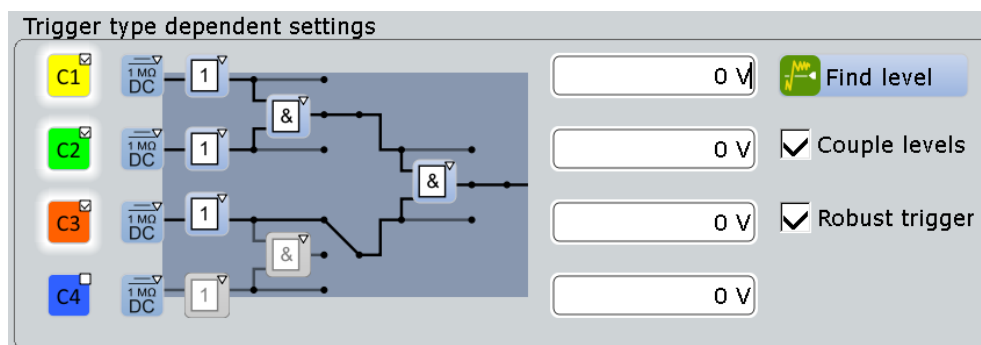 Trigger type dependent settings
C1 1 MΩ DC 1 0 V Find level
&
C2 1 MΩ DC 1 0 V Couple levels
&
C3 1 MΩ DC 1 0 V Robust trigger
&
C4 1 MΩ DC 1 0 V